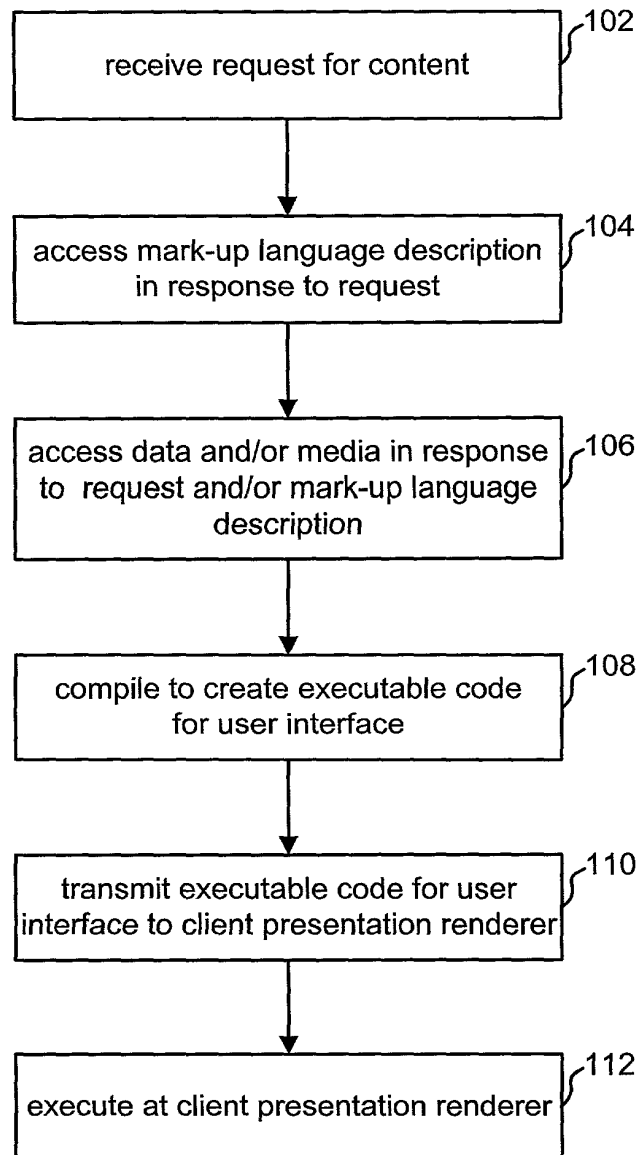 102
receive request for content
104
access mark-up language description
in response to request
106
access data and/or media in response
to request and/or mark-up language
description
108
compile to create executable code
for user interface
110
transmit executable code for user
interface to client presentation renderer
112
execute at client presentation renderer